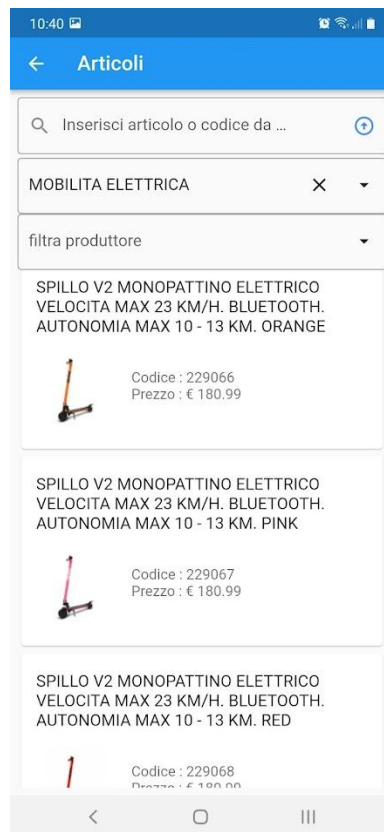 10:40
Articoli
Inserisci articolo o codice da ...
MOBILITA ELETTRICA
filtra produttore
SPILLO V2 MONOPATTINO ELETTRICO
VELOCITA MAX 23 KM/H. BLUETOOTH.
AUTONOMIA MAX 10 - 13 KM. ORANGE
Codice : 229066
Prezzo : € 180.99
SPILLO V2 MONOPATTINO ELETTRICO
VELOCITA MAX 23 KM/H. BLUETOOTH.
AUTONOMIA MAX 10 - 13 KM. PINK
Codice : 229067
Prezzo : € 180.99
SPILLO V2 MONOPATTINO ELETTRICO
VELOCITA MAX 23 KM/H. BLUETOOTH.
AUTONOMIA MAX 10 - 13 KM. RED
Codice : 229068
Prezzo : € 180.99